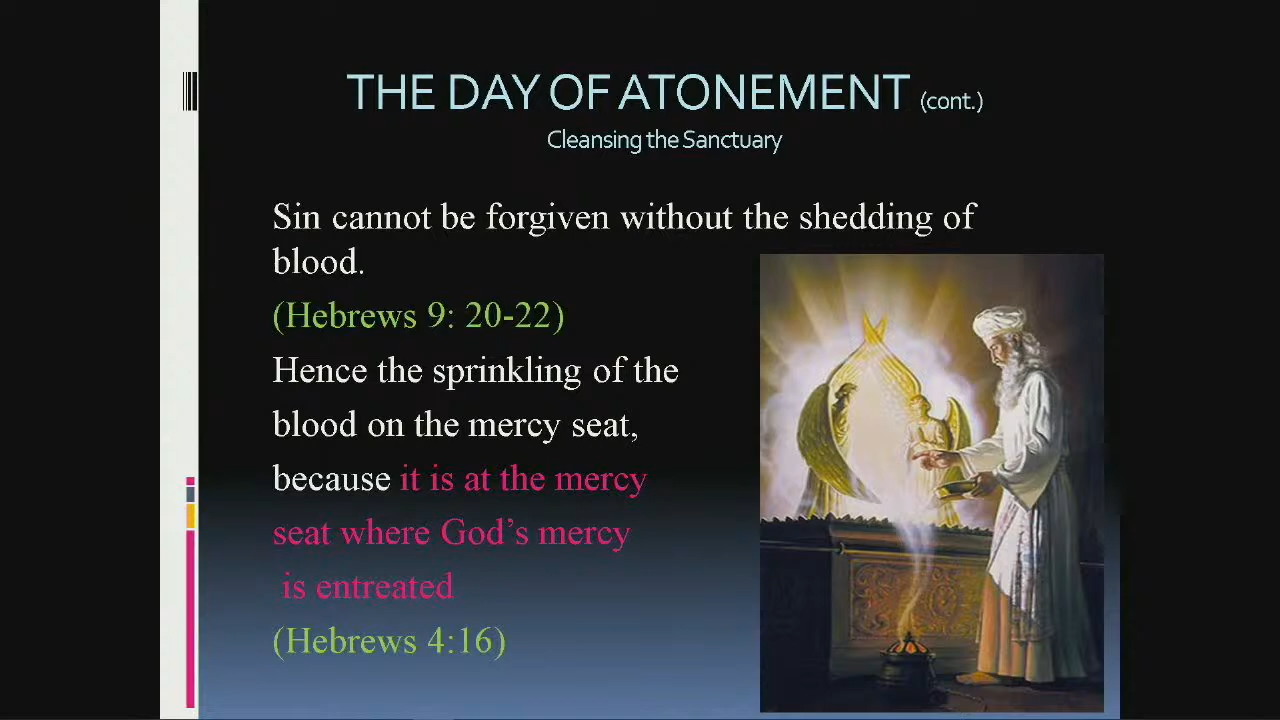 THE DAY OF ATONEMENT (cont.)
Cleansing the Sanctuary
Sin cannot be forgiven without the shedding of
blood.
(Hebrews 9: 20-22)
Hence the sprinkling of the
blood on the mercy seat,
because it is at the mercy
seat where God’s mercy
is entreated
(Hebrews 4:16)